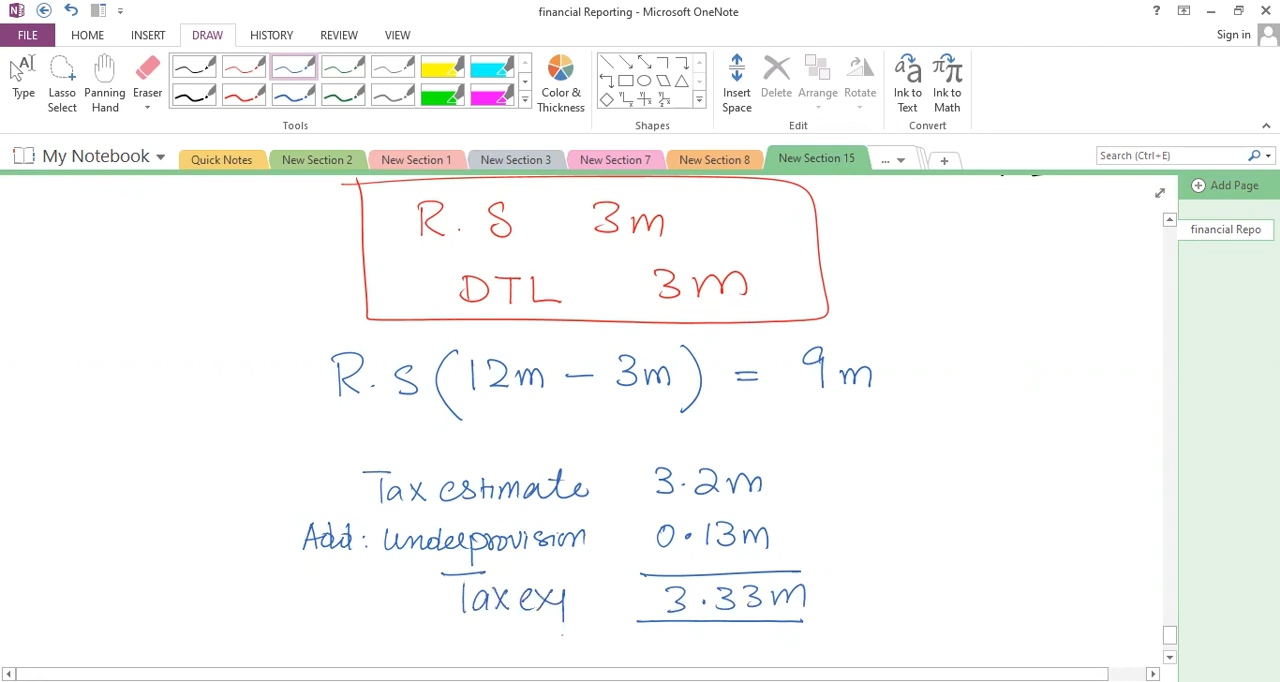 financial Reporting - Microsoft OneNote
Sign in
FILE HOME INSERT DRAW HISTORY REVIEW VIEW
Type
Lasso Select
Panning Hand
Eraser
Color & Thickness
Insert Space
Delete
Arrange
Rotate
Ink to Text
Ink to Math
Tools Shapes Edit Convert
My Notebook Quick Notes New Section 2 New Section 1 New Section 3 New Section 7 New Section 8 New Section 15 ... Search (Ctrl+E)
Add Page
financial Repo
R.S 3m
DTL 3m
R.S (12m - 3m) = 9m
Tax estimate 3.2m
Add: Underprovision 0.13m
Tax exp 3.33m